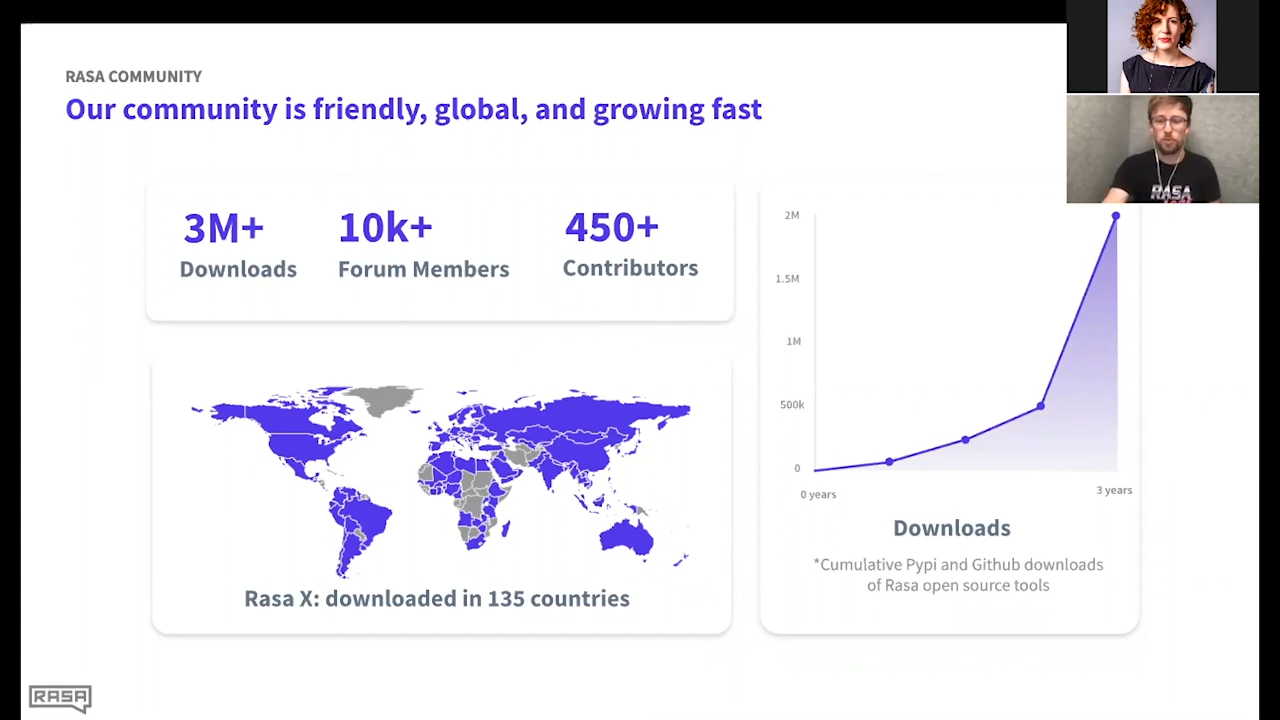 RASA COMMUNITY
Our community is friendly, global, and growing fast
3M+
10k+
450+
Downloads
Forum Members
Contributors
Rasa X: downloaded in 135 countries
2M
1.5M
1M
500k
0
0 years
3 years
Downloads
*Cumulative Pypi and Github downloads
of Rasa open source tools
RASA
RASA